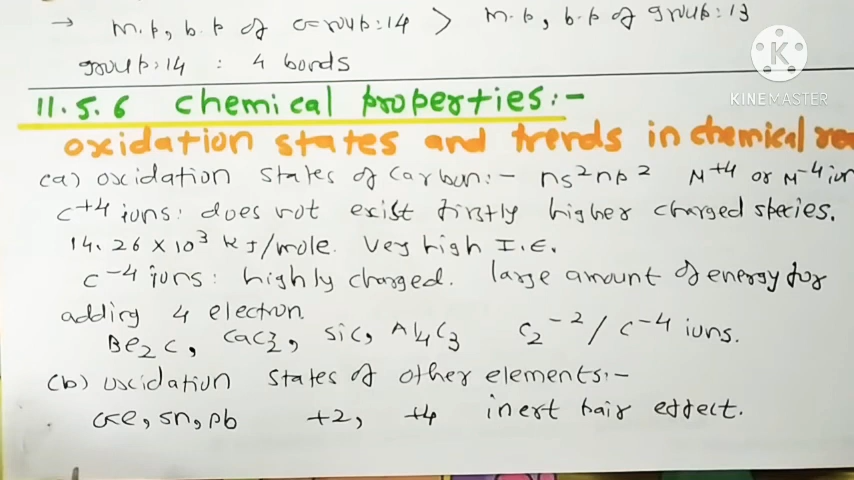 → m.p, b.p of Group:14 > m.p, b.p of group:13
group:14 : 4 bonds
KINEMASTER
11.5.6 chemical properties:-
oxidation states and trends in chemical rea
(a) oxidation states of carbon:- ns²np² M⁺⁴ or M⁻⁴ ion
C⁺⁴ ions: does not exist firstly higher charged species.
14.26 × 10³ kJ/mole. Very high I.E.
C⁻⁴ ions: highly charged. large amount of energy for
adding 4 electron.
Be₂C, CaC₂, SiC, Al₄C₃ C₂⁻²/C⁻⁴ ions.
(b) oxidation states of other elements:-
Ge, Sn, Pb +2, +4 inert pair effect.